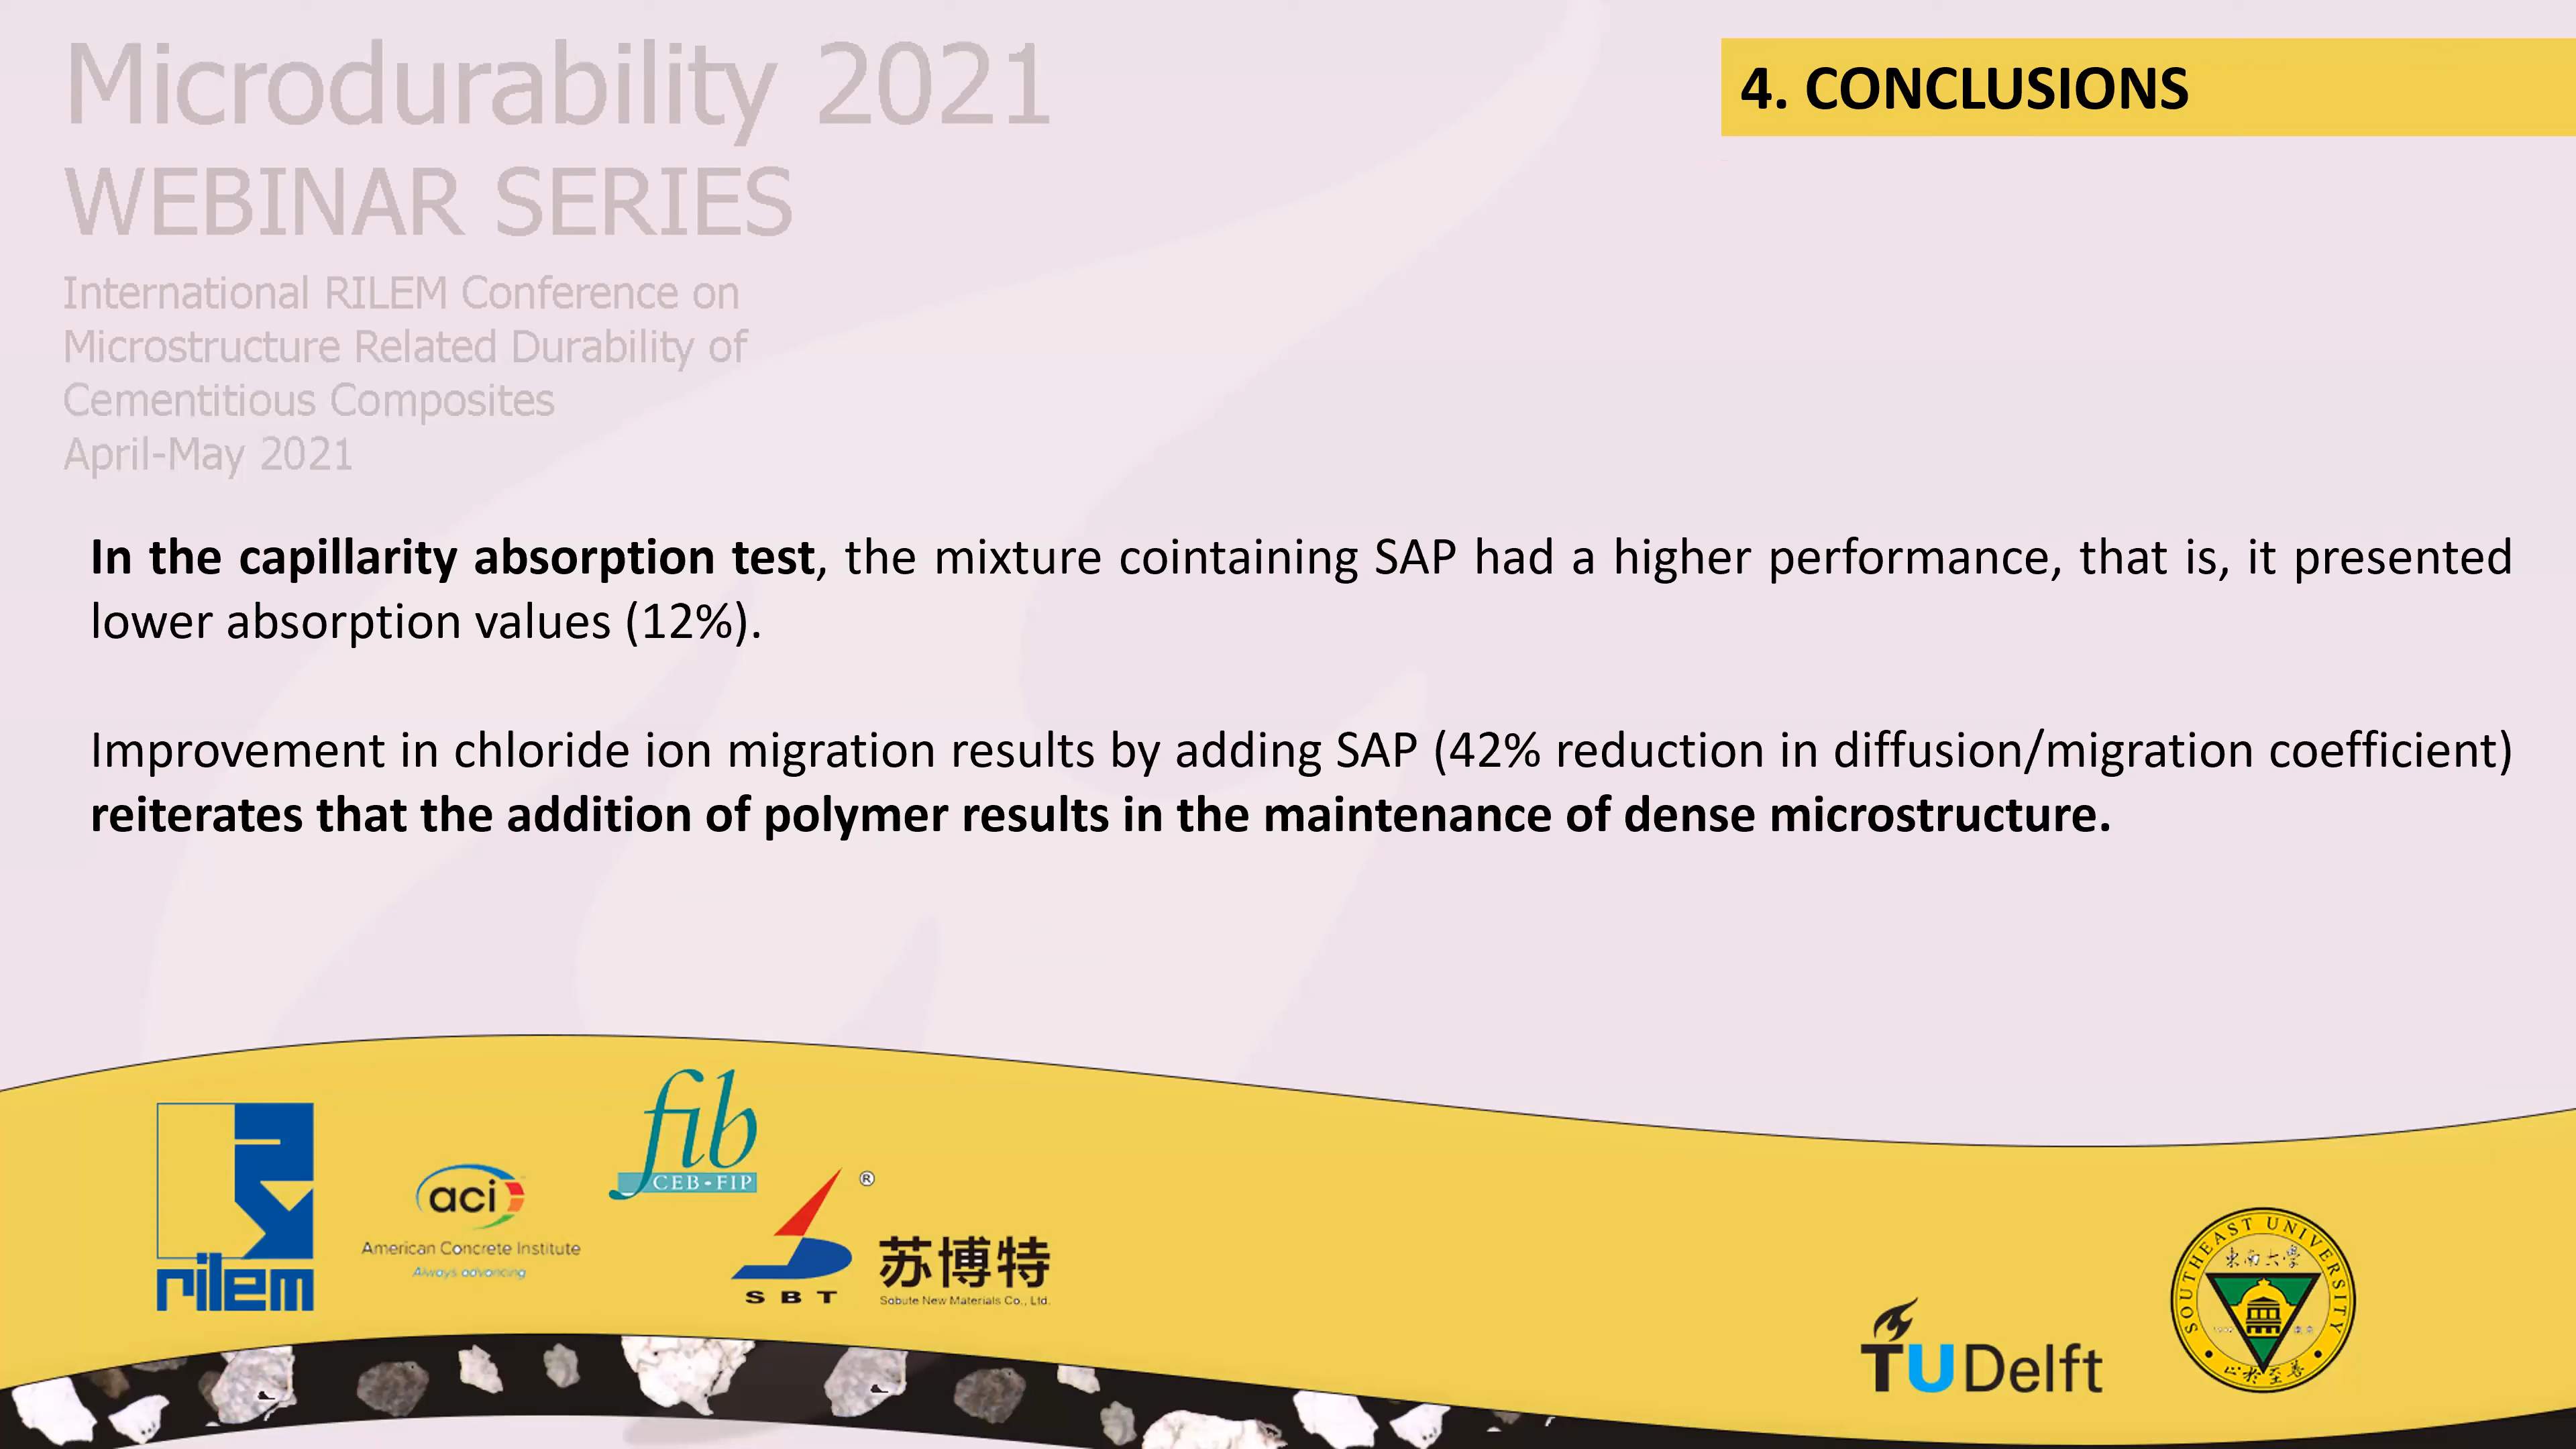 Microdurability 2021
WEBINAR SERIES
International RILEM Conference on
Microstructure Related Durability of
Cementitious Composites
April-May 2021
4. CONCLUSIONS
In the capillarity absorption test, the mixture cointaining SAP had a higher performance, that is, it presented
lower absorption values (12%).
Improvement in chloride ion migration results by adding SAP (42% reduction in diffusion/migration coefficient)
reiterates that the addition of polymer results in the maintenance of dense microstructure.
rilem
aci
American Concrete Institute
Always advancing
fib
CEB-FIP
®
SBT
苏博特
Sobute New Materials Co., Ltd.
TU Delft
SOUTHEAST UNIVERSITY
東南大學